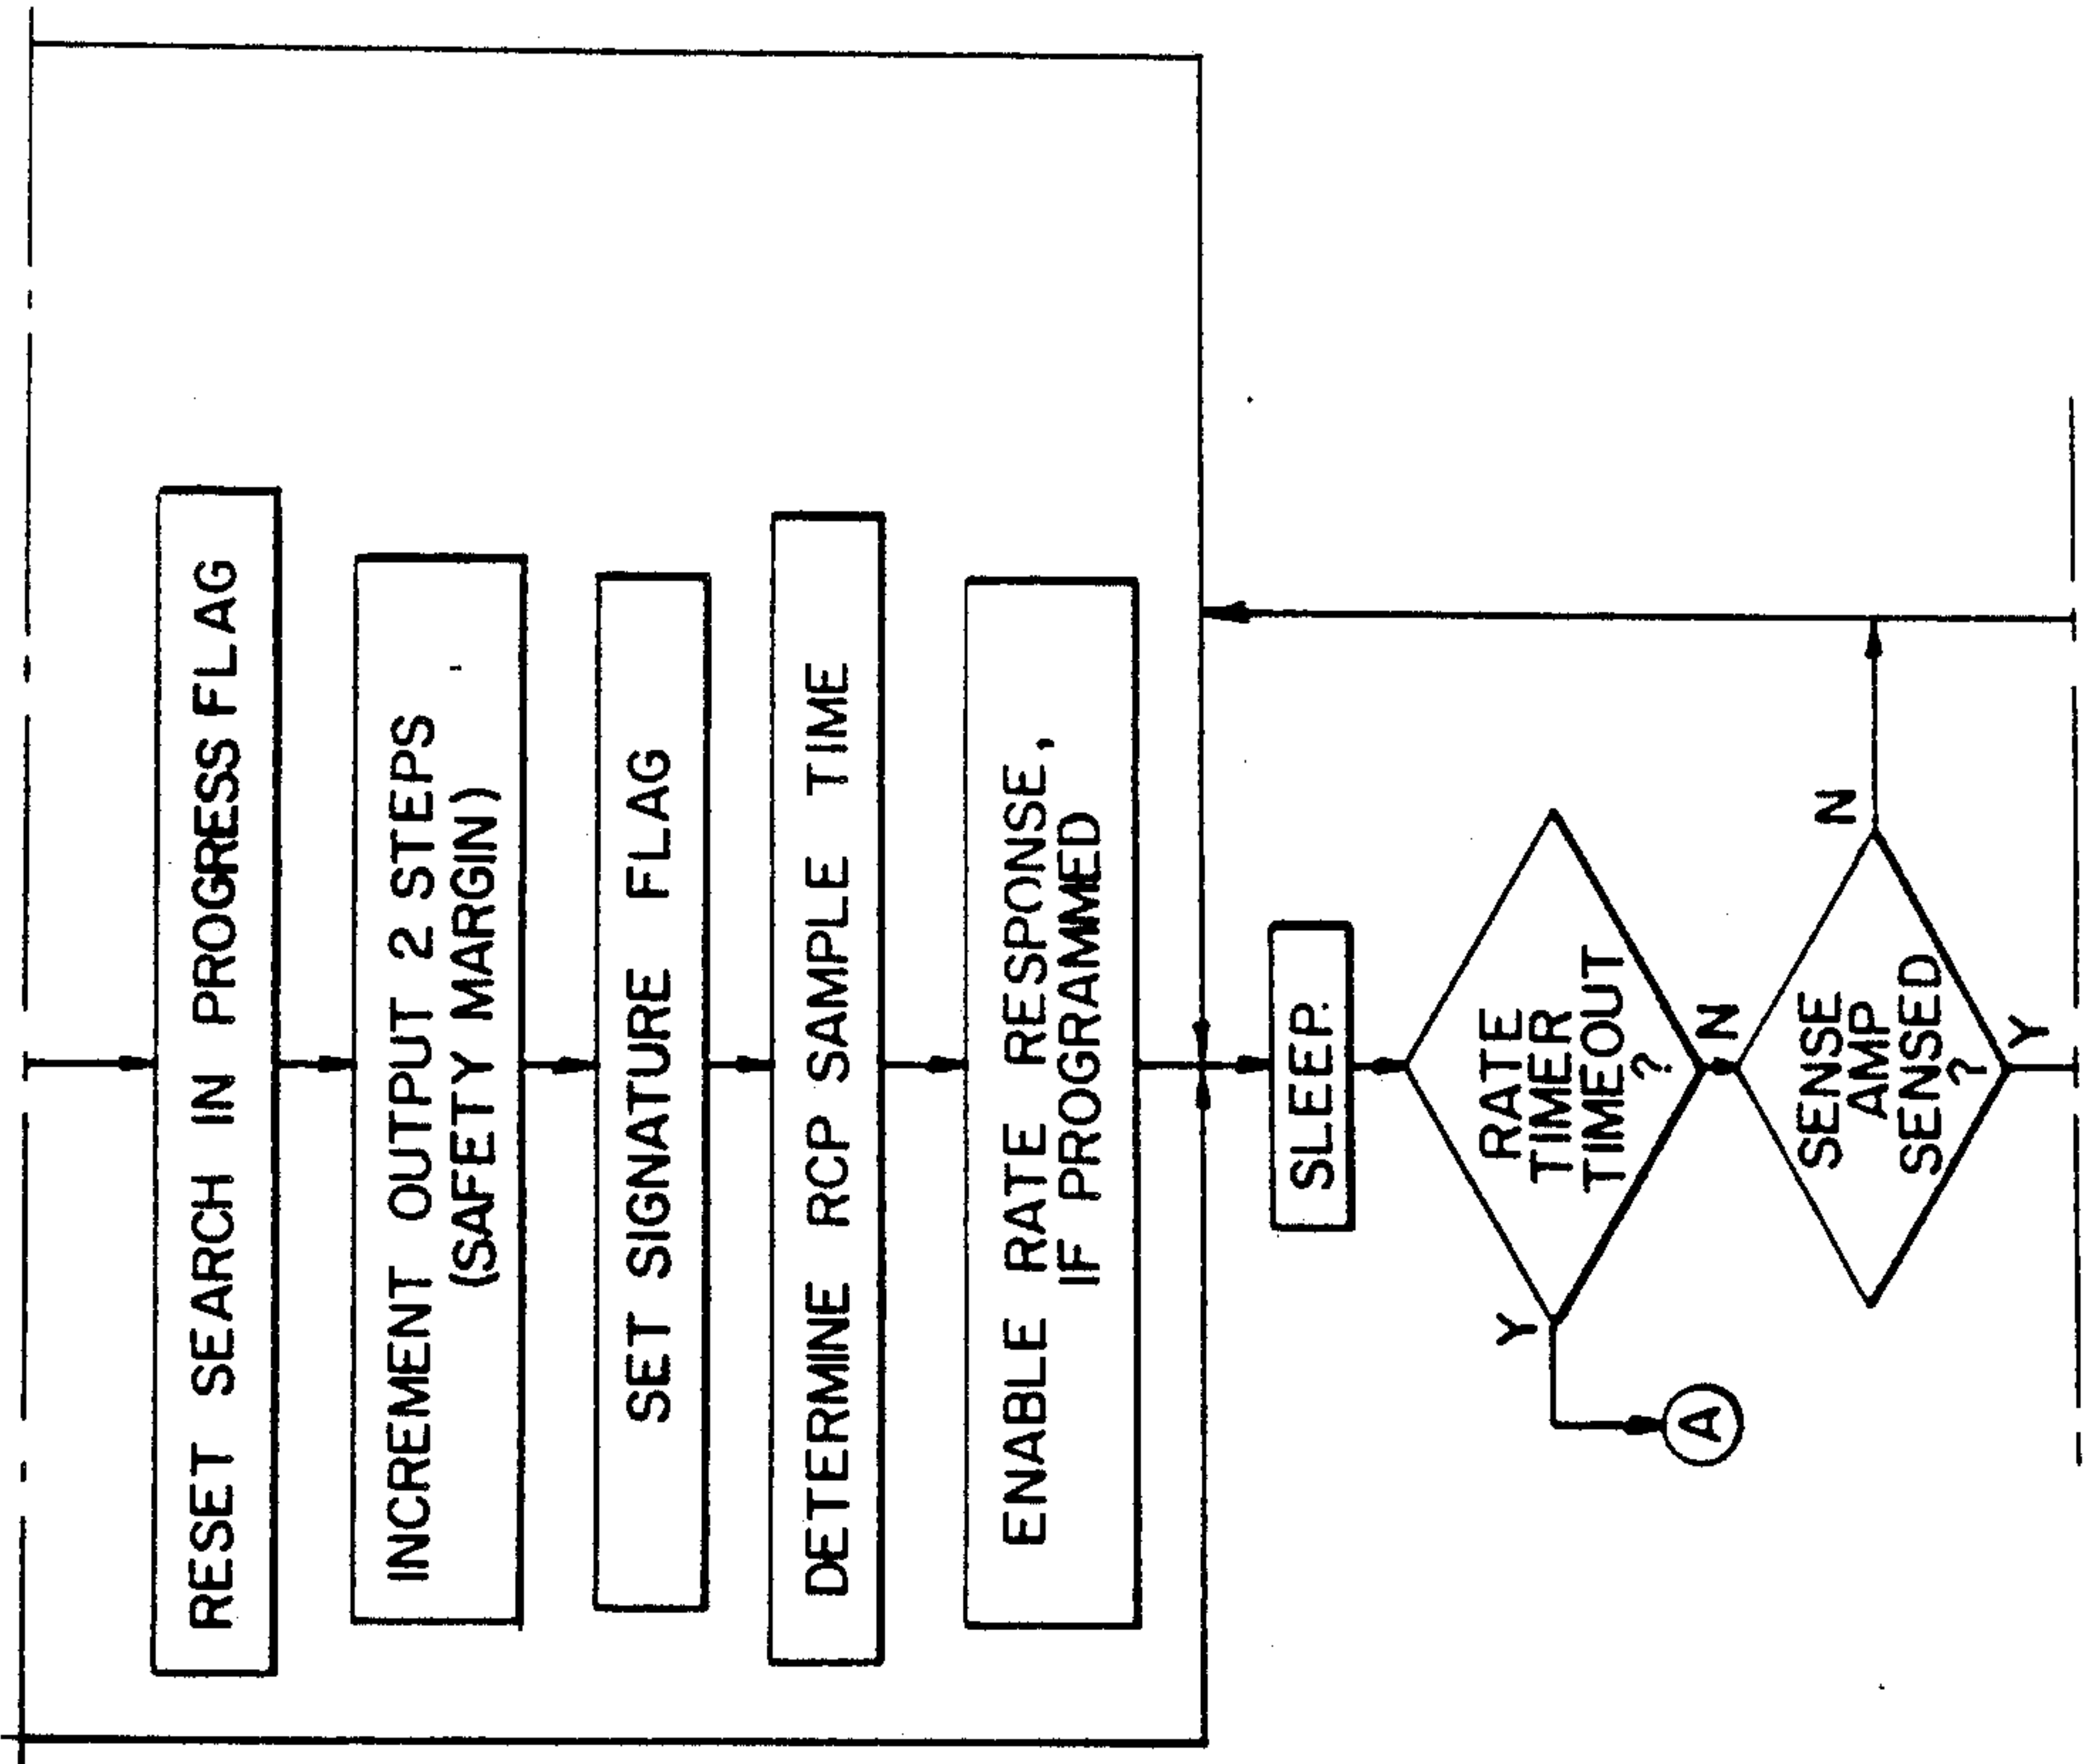 RESET SEARCH IN PROGRESS FLAG
INCREMENT OUTPUT 2 STEPS
(SAFETY MARGIN)
SET SIGNATURE FLAG
DETERMINE RCP SAMPLE TIME
ENABLE RATE RESPONSE,
IF PROGRAMMED
SLEEP
RATE
TIMER
TIMEOUT
?
Y
A
N
SENSE
AMP
SENSED
?
N
Y